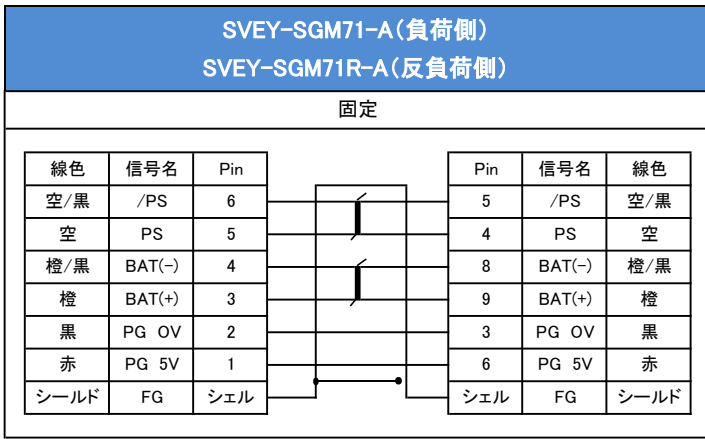 SVEY-SGM71-A(負荷側)
SVEY-SGM71R-A(反負荷側)
固定
線色 信号名 Pin Pin 信号名 線色
空/黒 /PS 6 5 /PS 空/黒
空 PS 5 4 PS 空
橙/黒 BAT(-) 4 8 BAT(-) 橙/黒
橙 BAT(+) 3 9 BAT(+) 橙
黒 PG 0V 2 3 PG 0V 黒
赤 PG 5V 1 6 PG 5V 赤
シールド FG シェル シェル FG シールド